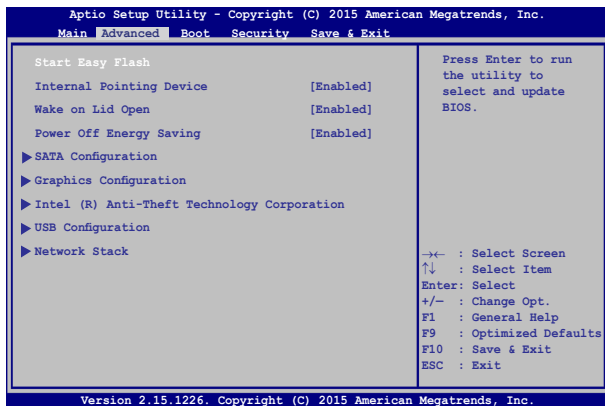 Aptio Setup Utility - Copyright (C) 2015 American Megatrends, Inc.
Main Advanced Boot Security Save & Exit
Start Easy Flash
Internal Pointing Device [Enabled]
Wake on Lid Open [Enabled]
Power Off Energy Saving [Enabled]
SATA Configuration
Graphics Configuration
Intel (R) Anti-Theft Technology Corporation
USB Configuration
Network Stack
Press Enter to run
the utility to
select and update
BIOS.
→← : Select Screen
↑↓ : Select Item
Enter: Select
+/— : Change Opt.
F1 : General Help
F9 : Optimized Defaults
F10 : Save & Exit
ESC : Exit
Version 2.15.1226. Copyright (C) 2015 American Megatrends, Inc.